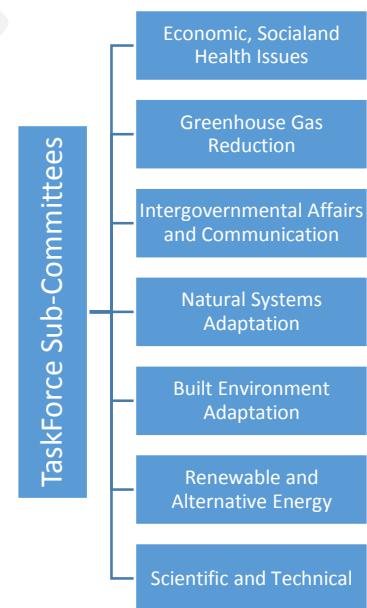 TaskForce Sub-Committees
Economic, Socialand
Health Issues
Greenhouse Gas
Reduction
Intergovernmental Affairs
and Communication
Natural Systems
Adaptation
Built Environment
Adaptation
Renewable and
Alternative Energy
Scientific and Technical